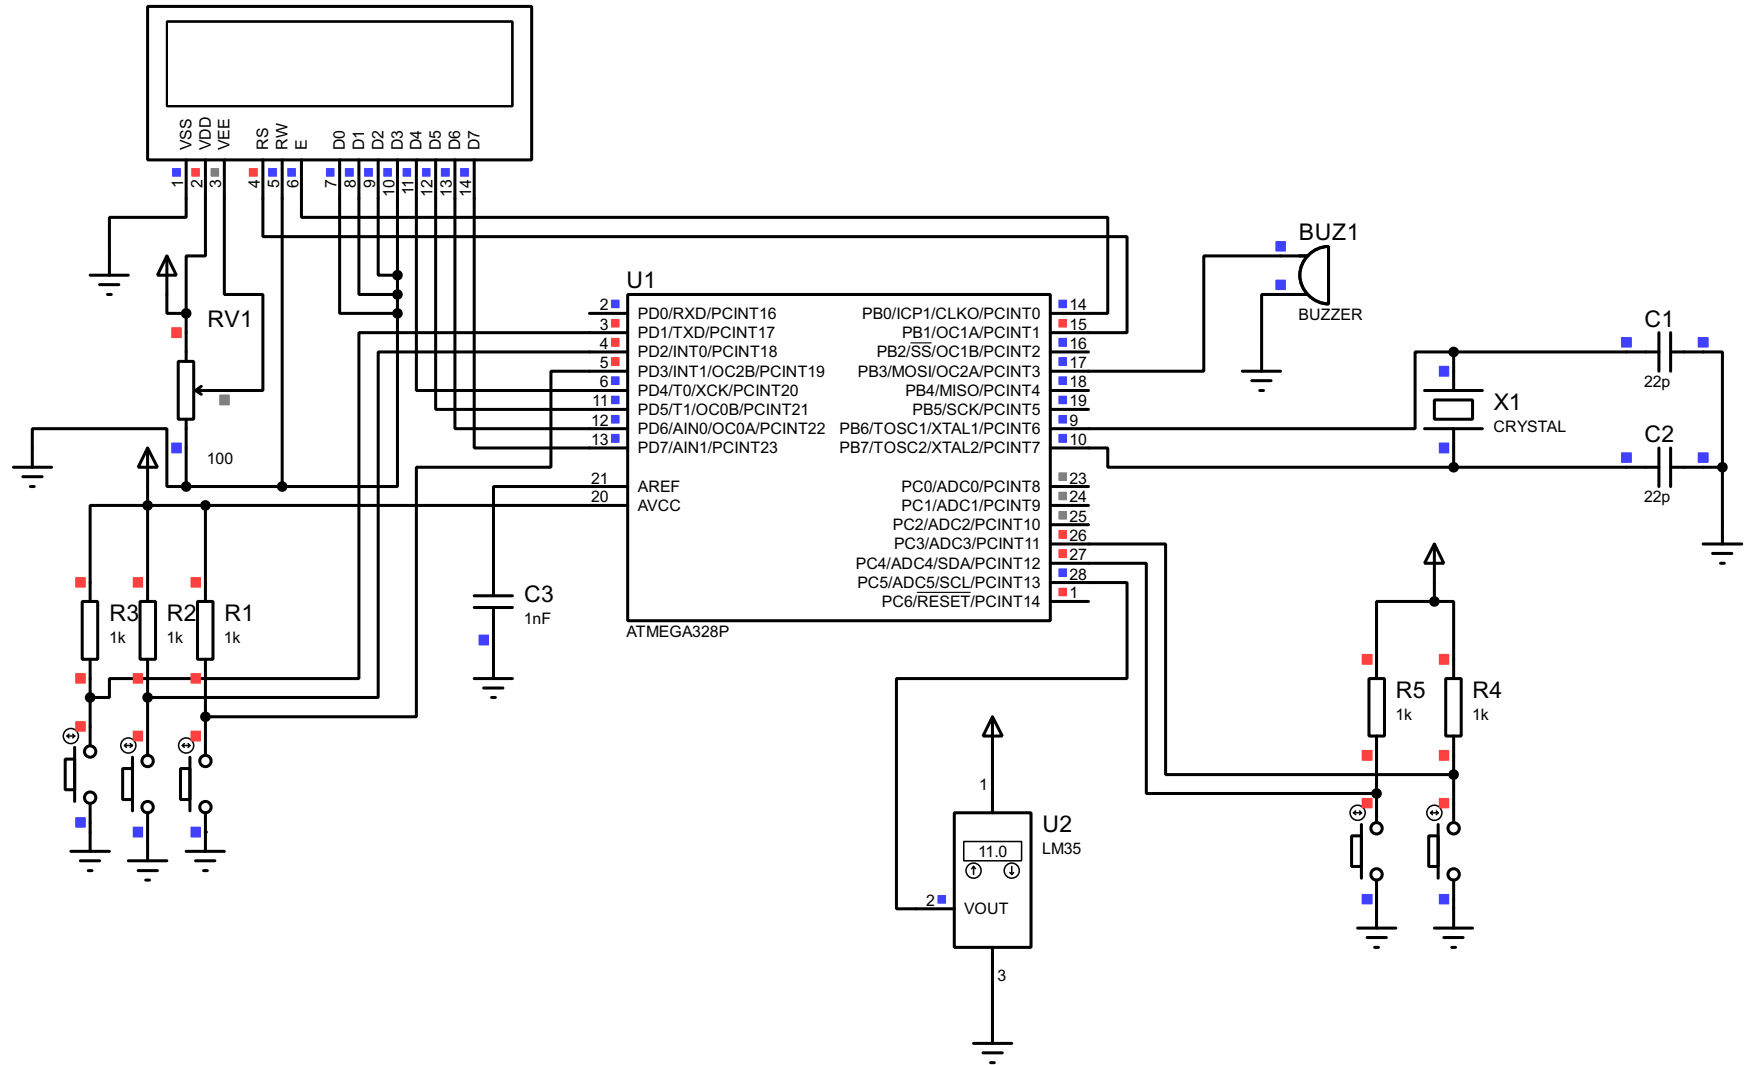 VSS
VDD
VEE
RS
RW
E
D0
D1
D2
D3
D4
D5
D6
D7
1
2
3
4
5
6
7
8
9
10
11
12
13
14
RV1
100
U1
2 PD0/RXD/PCINT16
3 PD1/TXD/PCINT17
4 PD2/INT0/PCINT18
5 PD3/INT1/OC2B/PCINT19
6 PD4/T0/XCK/PCINT20
11 PD5/T1/OC0B/PCINT21
12 PD6/AIN0/OC0A/PCINT22
13 PD7/AIN1/PCINT23
21 AREF
20 AVCC
PB0/ICP1/CLKO/PCINT0 14
PB1/OC1A/PCINT1 15
PB2/SS/OC1B/PCINT2 16
PB3/MOSI/OC2A/PCINT3 17
PB4/MISO/PCINT4 18
PB5/SCK/PCINT5 19
PB6/TOSC1/XTAL1/PCINT6 9
PB7/TOSC2/XTAL2/PCINT7 10
PC0/ADC0/PCINT8 23
PC1/ADC1/PCINT9 24
PC2/ADC2/PCINT10 25
PC3/ADC3/PCINT11 26
PC4/ADC4/SDA/PCINT12 27
PC5/ADC5/SCL/PCINT13 28
PC6/RESET/PCINT14 1
ATMEGA328P
BUZ1
BUZZER
C1
22p
X1
CRYSTAL
C2
22p
R3
1k
R2
1k
R1
1k
C3
1nF
R5
1k
R4
1k
1
U2
LM35
11.0
2 VOUT
3